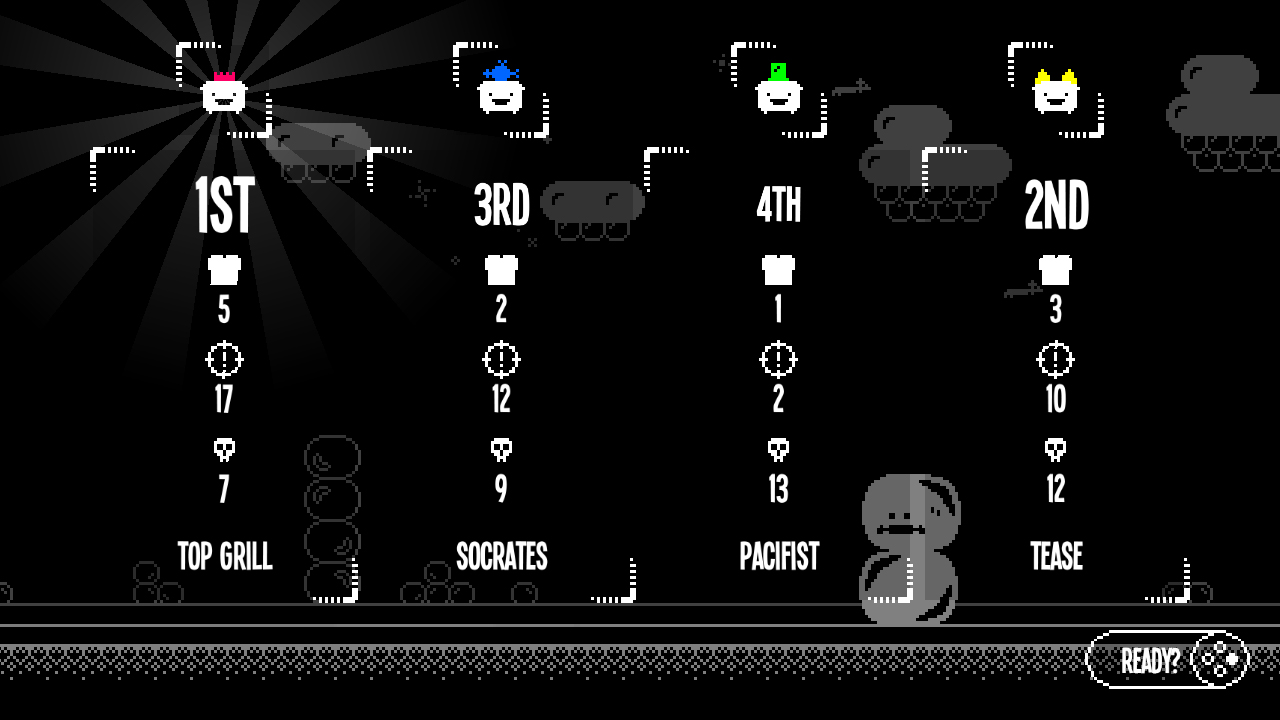 1ST 3RD 4TH 2ND
5 2 1 3
17 12 2 10
7 9 13 12
TOP GRILL SOCRATES PACIFIST TEASE
READY?